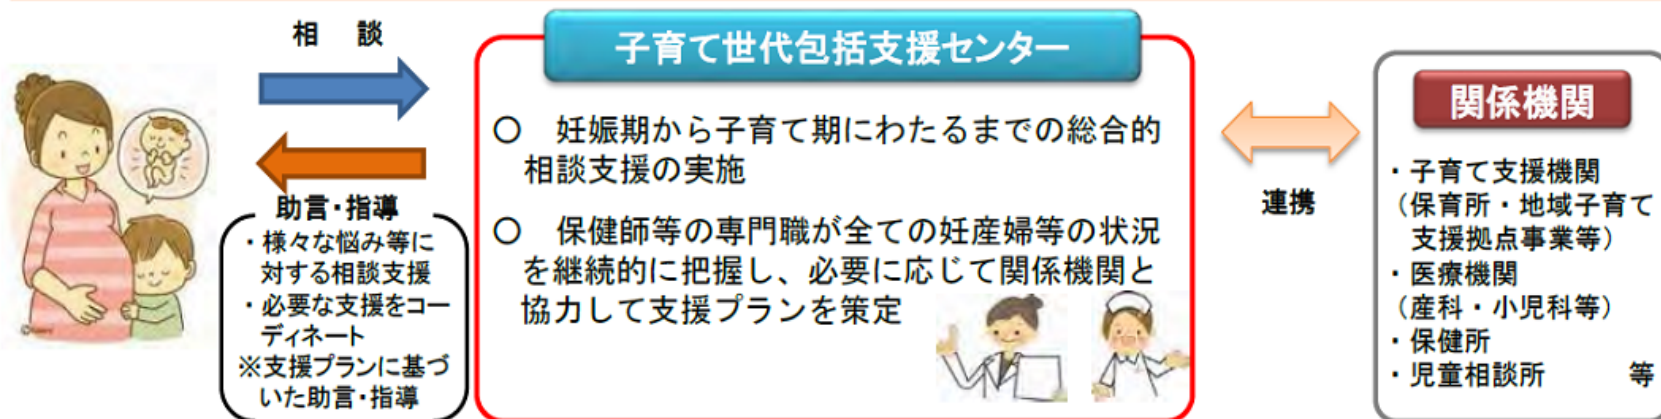 相　談
助言・指導
・様々な悩み等に
対する相談支援
・必要な支援をコー
ディネート
※支援プランに基づ
いた助言・指導
子育て世代包括支援センター
○　妊娠期から子育て期にわたるまでの総合的
相談支援の実施
○　保健師等の専門職が全ての妊産婦等の状況
を継続的に把握し、必要に応じて関係機関と
協力して支援プランを策定
連携
関係機関
・子育て支援機関
（保育所・地域子育て
支援拠点事業等）
・医療機関
（産科・小児科等）
・保健所
・児童相談所　　　等